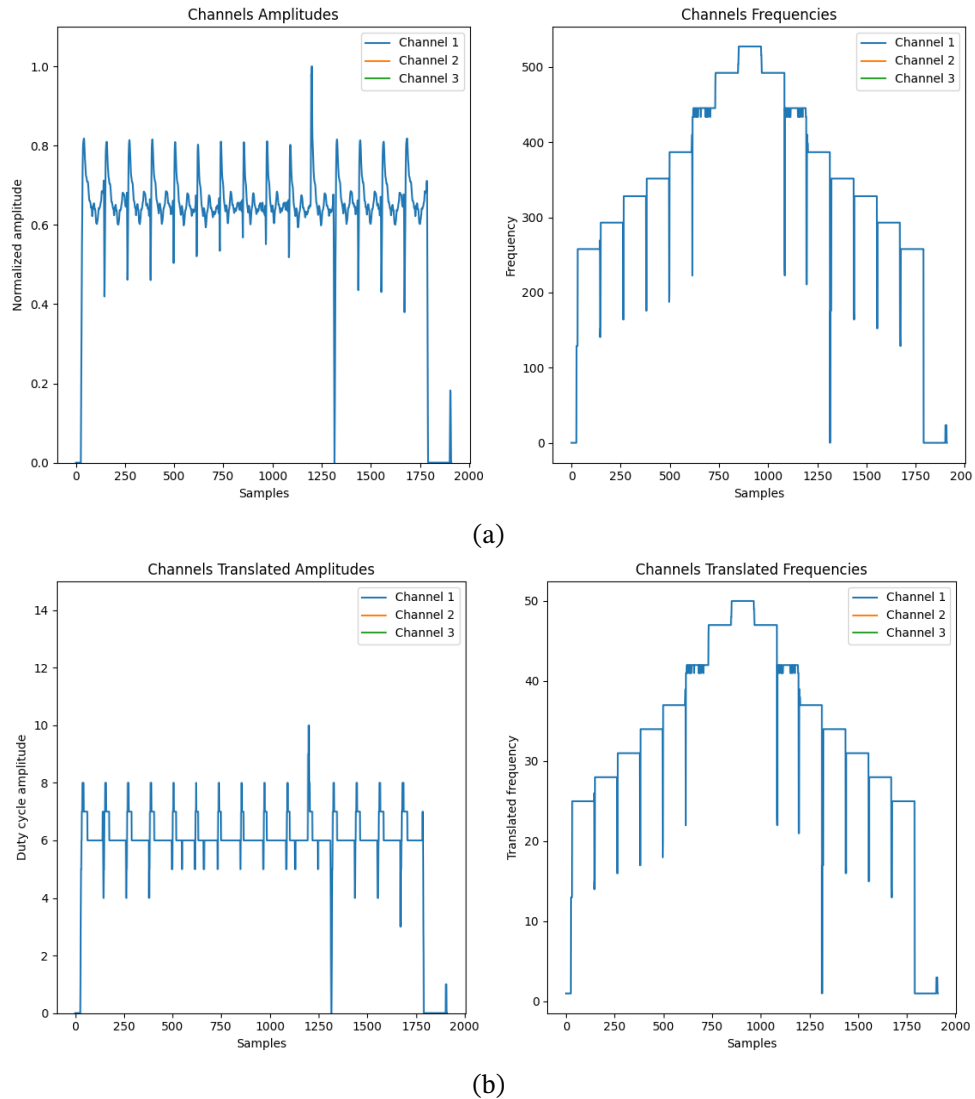 Channels Amplitudes
Channel 1
Channel 2
Channel 3
1.0
0.8
0.6
0.4
0.2
0.0
Normalized amplitude
0 250 500 750 1000 1250 1500 1750 2000
Samples
Channels Frequencies
Channel 1
Channel 2
Channel 3
500
400
300
200
100
0
Frequency
0 250 500 750 1000 1250 1500 1750 200
Samples
(a)
Channels Translated Amplitudes
Channel 1
Channel 2
Channel 3
14
12
10
8
6
4
2
0
Duty cycle amplitude
0 250 500 750 1000 1250 1500 1750 2000
Samples
Channels Translated Frequencies
Channel 1
Channel 2
Channel 3
50
40
30
20
10
0
Translated frequency
0 250 500 750 1000 1250 1500 1750 200
Samples
(b)